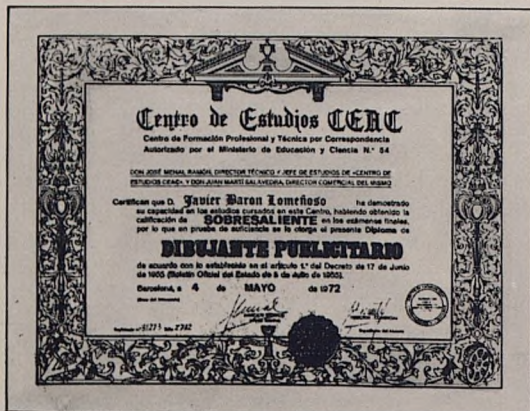 Centro de Estudios CEAC
Centro de Formación Profesional y Técnica por Correspondencia
Autorizado por el Ministerio de Educación y Ciencia N.° 54
DON JOSÉ MENAL RAMÓN, DIRECTOR TÉCNICO Y JEFE DE ESTUDIOS DE «CENTRO DE
ESTUDIOS CEAC», Y DON JUAN MARTÍ SALAVEDRA, DIRECTOR COMERCIAL DEL MISMO
Certifican que D. Javier Baron Lomeñoso ha demostrado
su capacidad en los estudios cursados en este Centro, habiendo obtenido la
calificación de SOBRESALIENTE en los exámenes finales,
por lo que en prueba de suficiencia se le otorga el presente Diploma de
DIBUJANTE PUBLICITARIO
de acuerdo con lo establecido en el artículo 1.° del Decreto de 17 de Junio
de 1955 (Boletín Oficial del Estado de 8 de Julio de 1955).
Barcelona, a 4 de MAYO de 1972